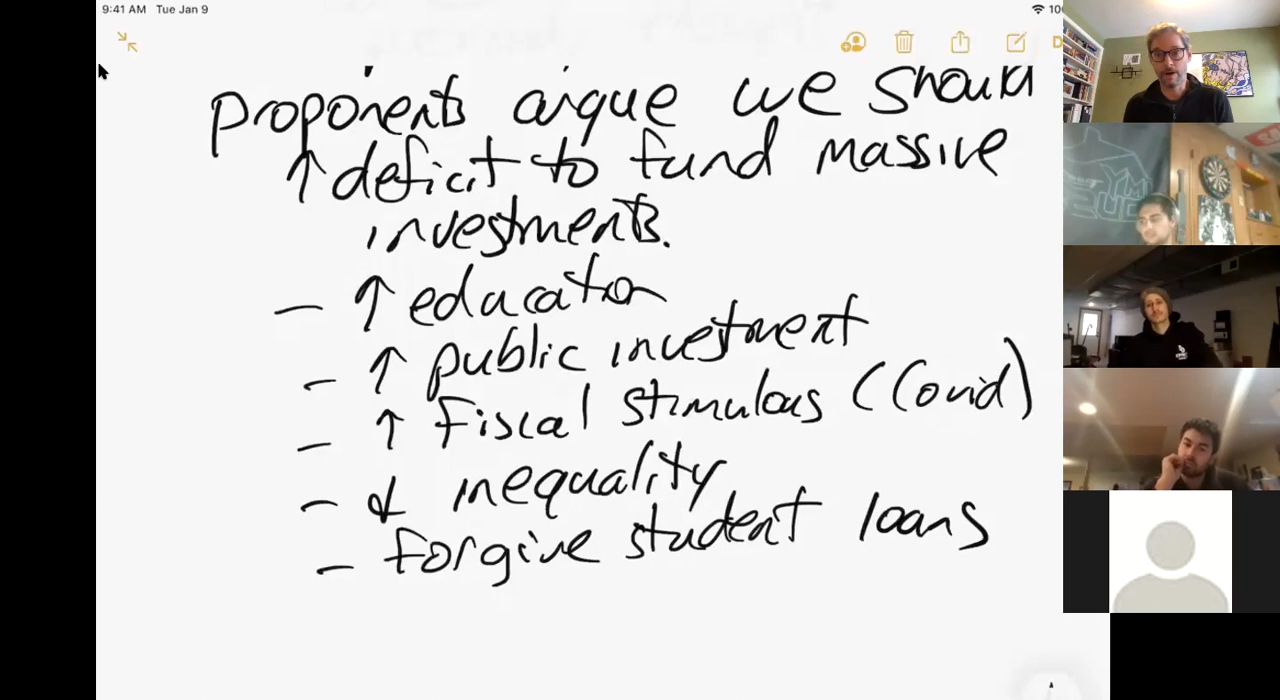 9:41 AM Tue Jan 9
proponents argue we should
↑ deficit to fund massive
investments.
- ↑ education
- ↑ public investment
- ↑ fiscal stimulous (Covid)
- ↓ inequality
- forgive student loans